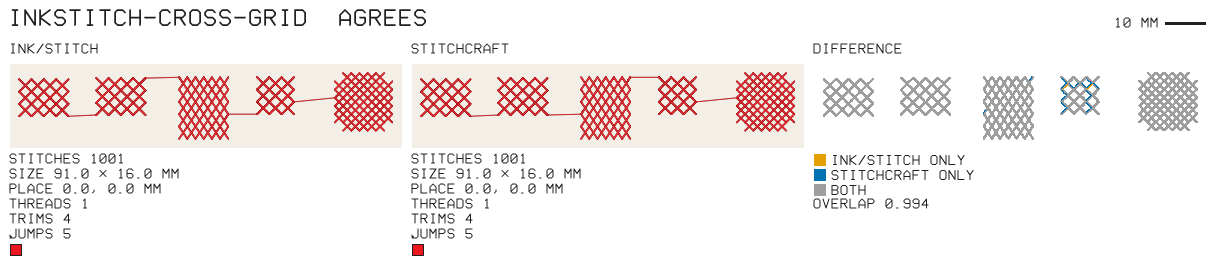 INKSTITCH-CROSS-GRID AGREES
10 MM
INK/STITCH
STITCHCRAFT
DIFFERENCE
STITCHES 1001
SIZE 91.0 × 16.0 MM
PLACE 0.0, 0.0 MM
THREADS 1
TRIMS 4
JUMPS 5
STITCHES 1001
SIZE 91.0 × 16.0 MM
PLACE 0.0, 0.0 MM
THREADS 1
TRIMS 4
JUMPS 5
INK/STITCH ONLY
STITCHCRAFT ONLY
BOTH
OVERLAP 0.994